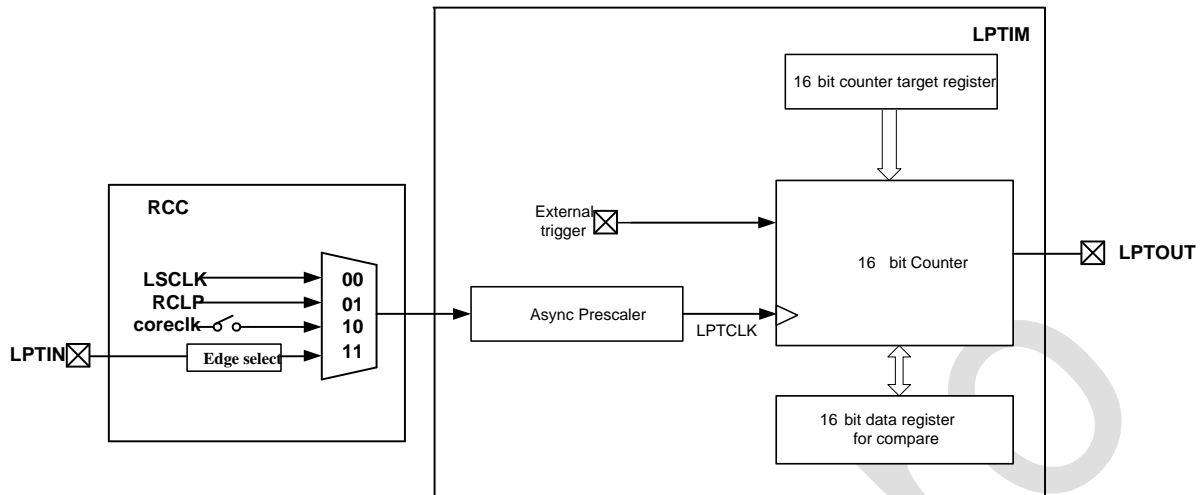 LPTIM
16 bit counter target register
RCC
External
trigger
LSCLK
00
RCLP
01
coreclk
10
LPTIN
Edge select
11
Async Prescaler
LPTCLK
16 bit Counter
LPTOUT
16 bit data register
for compare